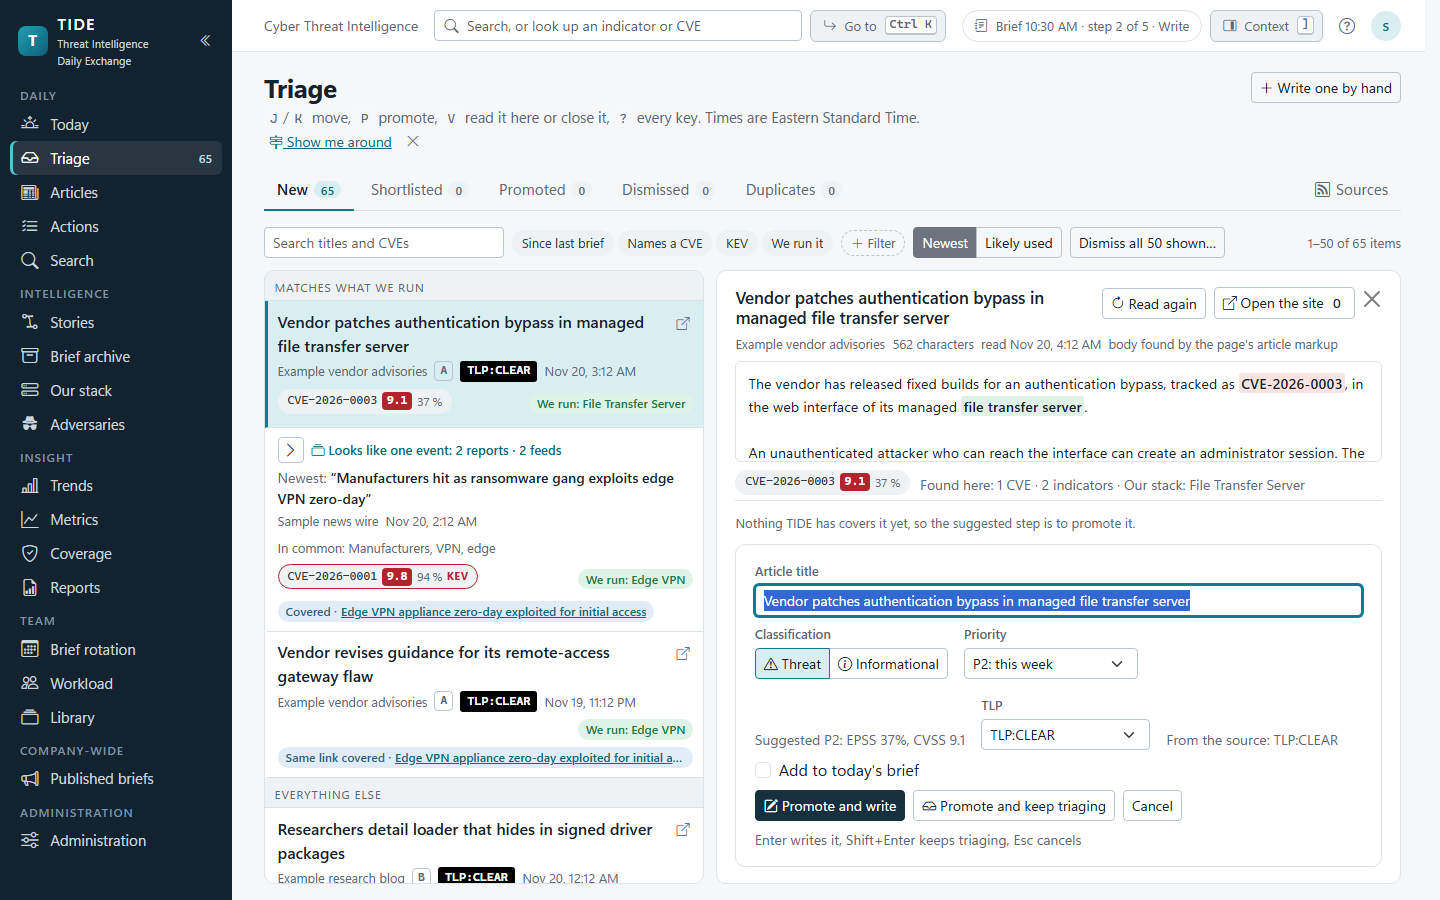 T
TIDE
Threat Intelligence
Daily Exchange
DAILY
Today
Triage 65
Articles
Actions
Search
INTELLIGENCE
Stories
Brief archive
Our stack
Adversaries
INSIGHT
Trends
Metrics
Coverage
Reports
TEAM
Brief rotation
Workload
Library
COMPANY-WIDE
Published briefs
ADMINISTRATION
Administration
Cyber Threat Intelligence
Search, or look up an indicator or CVE
Go to Ctrl K
Brief 10:30 AM · step 2 of 5 · Write
Context ]
S
Triage
Write one by hand
J / K move, P promote, V read it here or close it, ? every key. Times are Eastern Standard Time.
Show me around
New 65
Shortlisted 0
Promoted 0
Dismissed 0
Duplicates 0
Sources
Search titles and CVEs
Since last brief
Names a CVE
KEV
We run it
+ Filter
Newest
Likely used
Dismiss all 50 shown...
1–50 of 65 items
MATCHES WHAT WE RUN
Vendor patches authentication bypass in managed
file transfer server
Example vendor advisories A TLP:CLEAR Nov 20, 3:12 AM
CVE-2026-0003 9.1 37 %
We run: File Transfer Server
Looks like one event: 2 reports · 2 feeds
Newest: “Manufacturers hit as ransomware gang exploits edge
VPN zero-day”
Sample news wire Nov 20, 2:12 AM
In common: Manufacturers, VPN, edge
CVE-2026-0001 9.8 94 % KEV
We run: Edge VPN
Covered · Edge VPN appliance zero-day exploited for initial access
Vendor revises guidance for its remote-access
gateway flaw
Example vendor advisories A TLP:CLEAR Nov 19, 11:12 PM
We run: Edge VPN
Same link covered · Edge VPN appliance zero-day exploited for initial a...
EVERYTHING ELSE
Researchers detail loader that hides in signed driver
packages
Example research blog B TLP:CLEAR Nov 20, 12:12 AM
Vendor patches authentication bypass in
managed file transfer server
Read again
Open the site 0
Example vendor advisories 562 characters read Nov 20, 4:12 AM body found by the page's article markup
The vendor has released fixed builds for an authentication bypass, tracked as CVE-2026-0003, in
the web interface of its managed file transfer server.
An unauthenticated attacker who can reach the interface can create an administrator session. The
CVE-2026-0003 9.1 37 %
Found here: 1 CVE · 2 indicators · Our stack: File Transfer Server
Nothing TIDE has covers it yet, so the suggested step is to promote it.
Article title
Vendor patches authentication bypass in managed file transfer server
Classification
Priority
Threat
Informational
P2: this week
TLP
Suggested P2: EPSS 37%, CVSS 9.1
TLP:CLEAR
From the source: TLP:CLEAR
Add to today's brief
Promote and write
Promote and keep triaging
Cancel
Enter writes it, Shift+Enter keeps triaging, Esc cancels